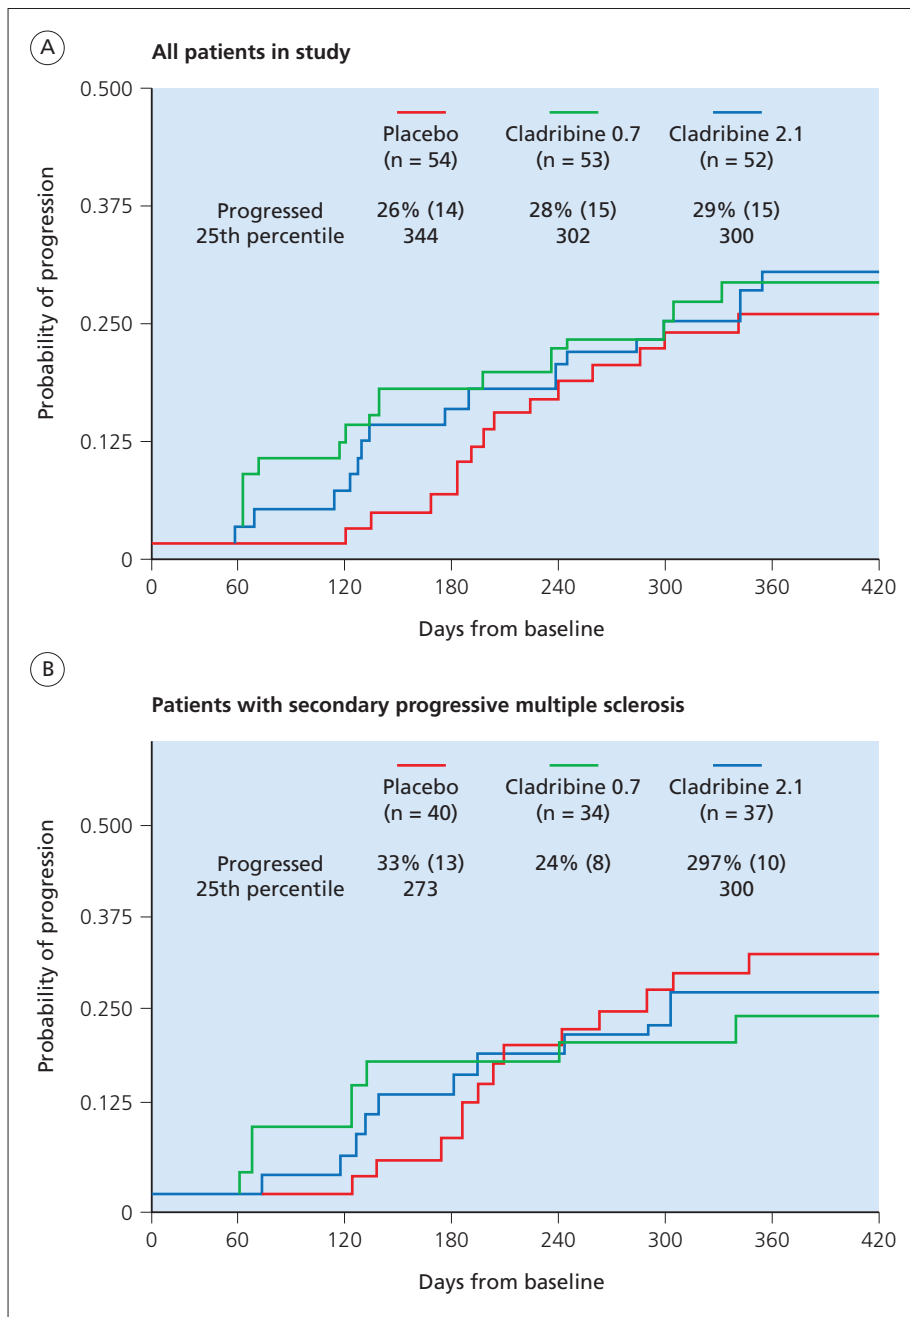 A
All patients in study
0.500
0.375
0.250
0.125
0
Probability of progression
Placebo Cladribine 0.7 Cladribine 2.1
(n = 54) (n = 53) (n = 52)
Progressed 26% (14) 28% (15) 29% (15)
25th percentile 344 302 300
0 60 120 180 240 300 360 420
Days from baseline
B
Patients with secondary progressive multiple sclerosis
0.500
0.375
0.250
0.125
0
Probability of progression
Placebo Cladribine 0.7 Cladribine 2.1
(n = 40) (n = 34) (n = 37)
Progressed 33% (13) 24% (8) 297% (10)
25th percentile 273 300
0 60 120 180 240 300 360 420
Days from baseline